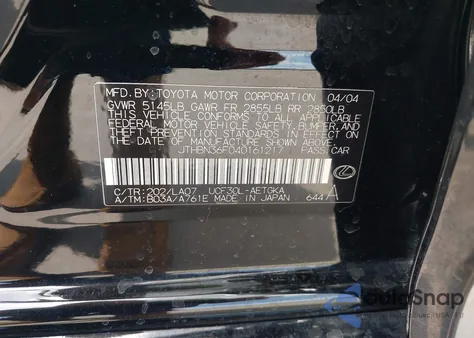 MFD. BY: TOYOTA MOTOR CORPORATION 04/04
GVWR 5145LB GAWR FR 2855LB RR 2850LB
THIS VEHICLE CONFORMS TO ALL APPLICABLE
FEDERAL MOTOR VEHICLE SAFETY, BUMPER, AND
THEFT PREVENTION STANDARDS IN EFFECT ON
THE DATE OF MANUFACTURE SHOWN ABOVE.
JTHBN36F040161217 PASS CAR
C/TR: 202/LA07 UCF30L-AETGKA
A/TM: B03A/A761E MADE IN JAPAN 644 A